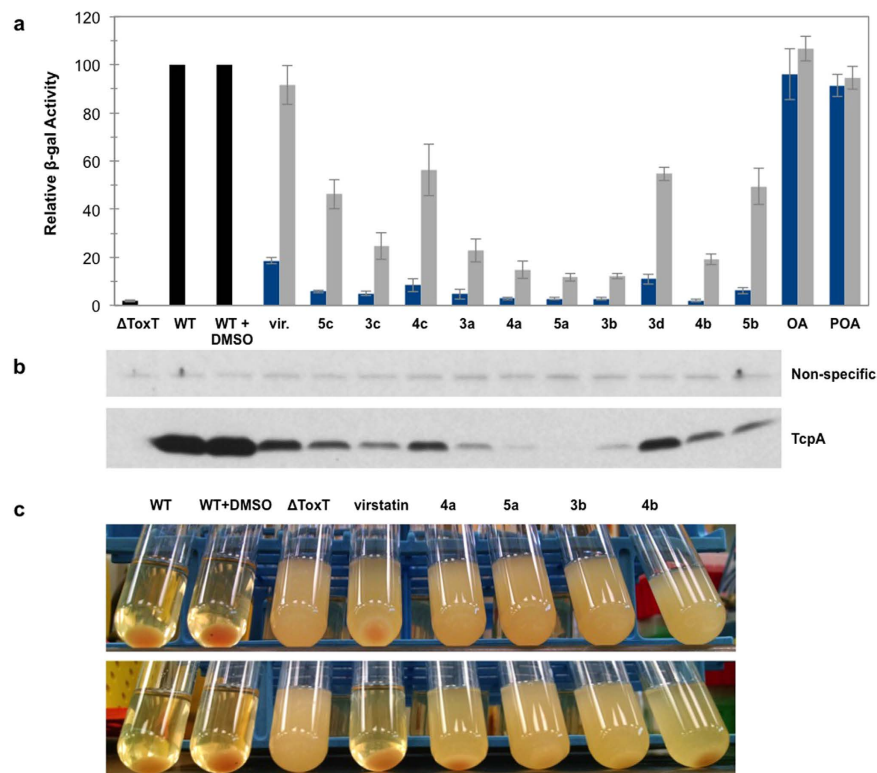 a
120
100
80
60
40
20
0
Relative β-gal Activity
ΔToxT WT WT + DMSO vir. 5c 3c 4c 3a 4a 5a 3b 3d 4b 5b OA POA
b
Non-specific
TcpA
c
WT WT+DMSO ΔToxT virstatin 4a 5a 3b 4b